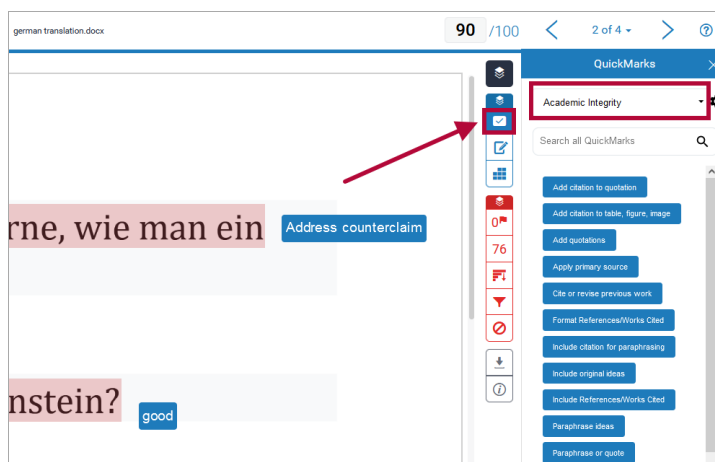 german translation.docx
90 /100
2 of 4
QuickMarks
Academic Integrity
Search all QuickMarks
Add citation to quotation
Add citation to table, figure, image
Add quotations
Apply primary source
Cite or revise previous work
Format References/Works Cited
Include citation for paraphrasing
Include original ideas
Include References/Works Cited
Paraphrase ideas
Paraphrase or quote
0
76
rne, wie man ein
Address counterclaim
nstein?
good